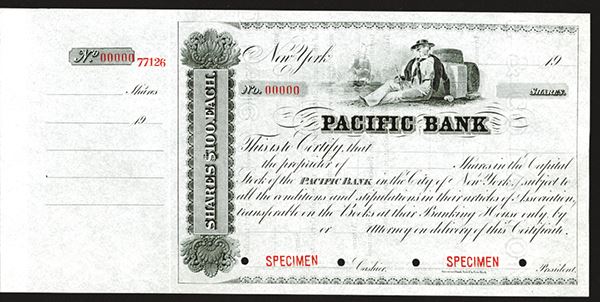 No 00000 77126
Shares
19
SHARES $100 EACH.
New York 19
No. 00000 SHARES.
PACIFIC BANK
This is to Certify, that
the proprietor of Shares in the Capital
Stock of the PACIFIC BANK in the City of New York, subject to
all the conditions and stipulations in their articles of Association,
transferable on the Books at their Banking House only, by
or attorney on delivery of this Certificate.
SPECIMEN SPECIMEN
Cashier. President.